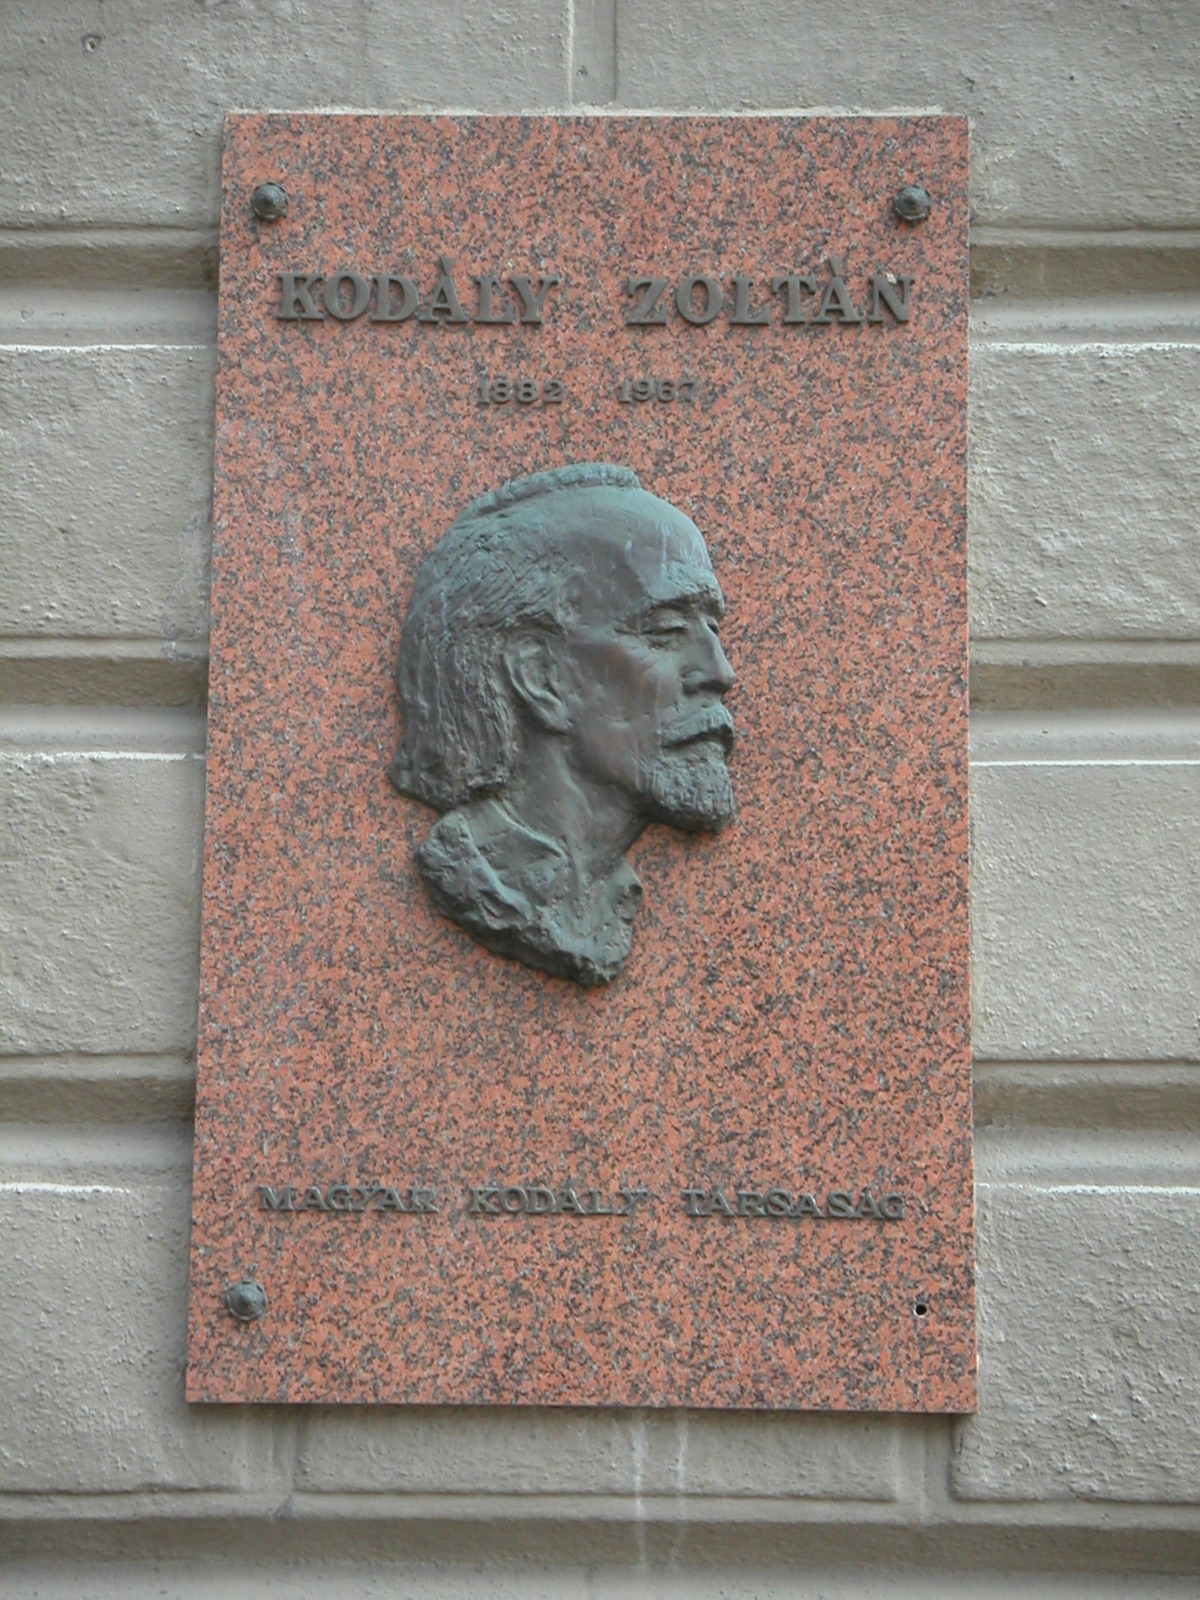 KODÁLY ZOLTÁN
1882 1967
MAGYAR KODÁLY TÁRSASÁG